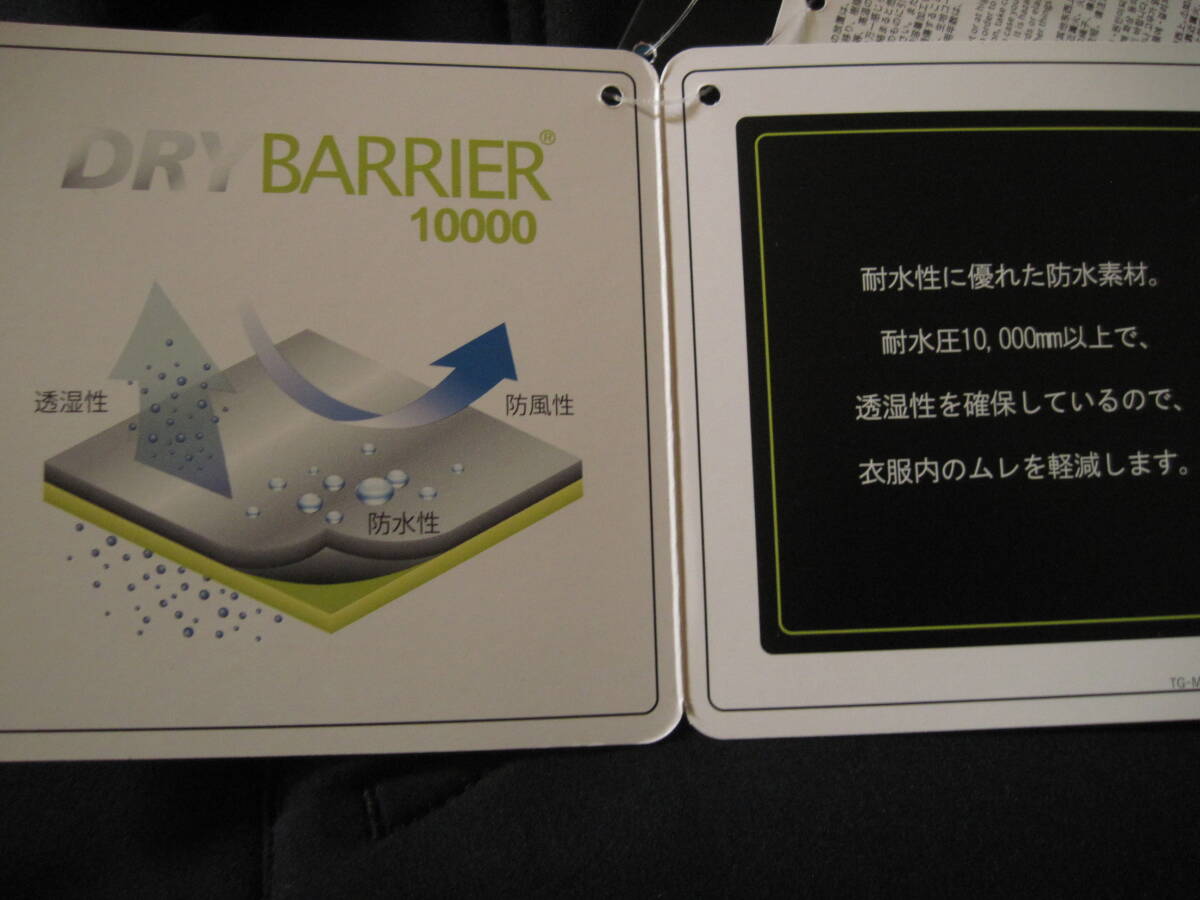 DRY BARRIER®
10000
透湿性
防風性
防水性
耐水性に優れた防水素材。
耐水圧10,000mm以上で、
透湿性を確保しているので、
衣服内のムレを軽減します。
TG-M